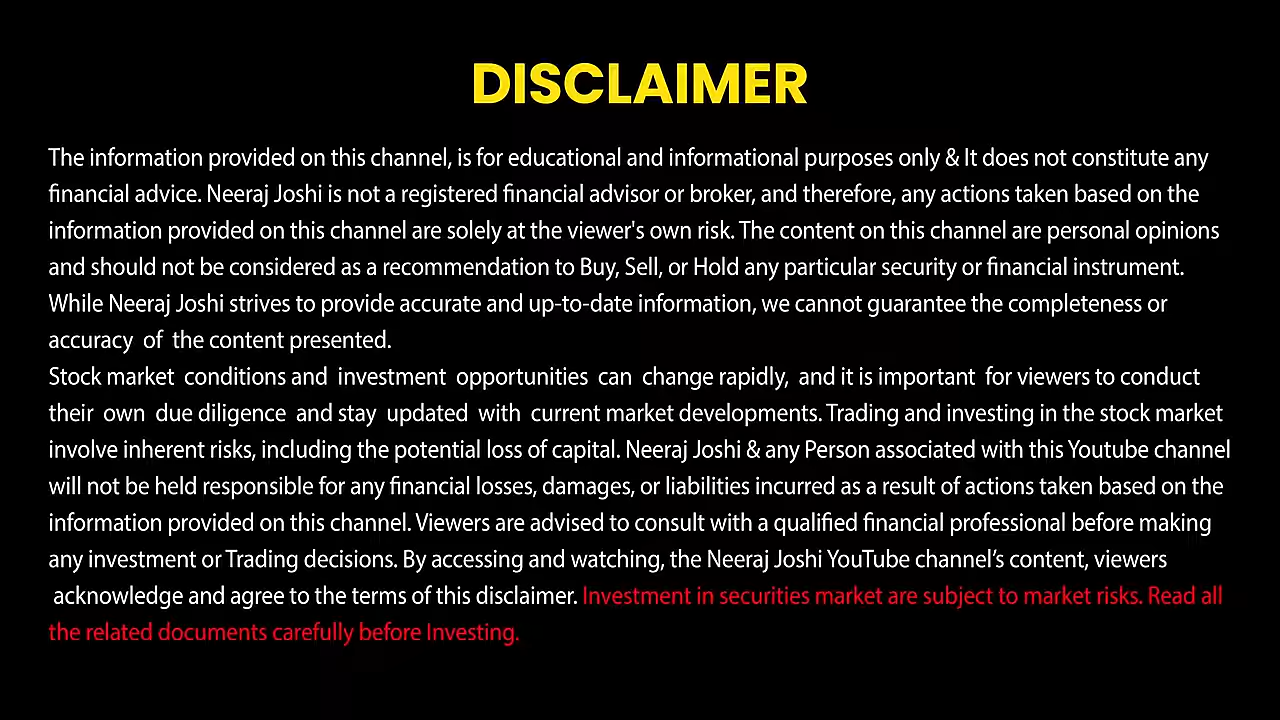 DISCLAIMER
The information provided on this channel, is for educational and informational purposes only & It does not constitute any
financial advice. Neeraj Joshi is not a registered financial advisor or broker, and therefore, any actions taken based on the
information provided on this channel are solely at the viewer's own risk. The content on this channel are personal opinions
and should not be considered as a recommendation to Buy, Sell, or Hold any particular security or financial instrument.
While Neeraj Joshi strives to provide accurate and up-to-date information, we cannot guarantee the completeness or
accuracy of the content presented.
Stock market conditions and investment opportunities can change rapidly, and it is important for viewers to conduct
their own due diligence and stay updated with current market developments. Trading and investing in the stock market
involve inherent risks, including the potential loss of capital. Neeraj Joshi & any Person associated with this Youtube channel
will not be held responsible for any financial losses, damages, or liabilities incurred as a result of actions taken based on the
information provided on this channel. Viewers are advised to consult with a qualified financial professional before making
any investment or Trading decisions. By accessing and watching, the Neeraj Joshi YouTube channel’s content, viewers
acknowledge and agree to the terms of this disclaimer. Investment in securities market are subject to market risks. Read all
the related documents carefully before Investing.